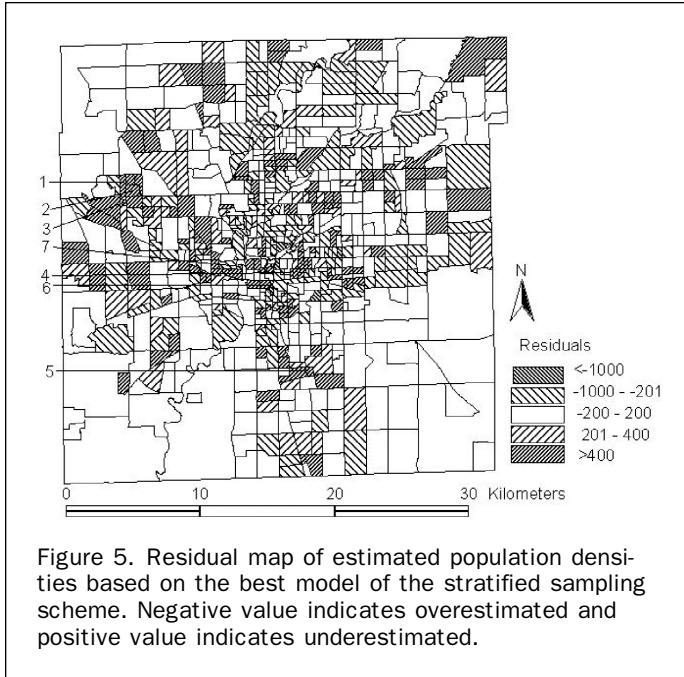 1
2
3
7
4
6
5
N
Residuals
<-1000
-1000 - -201
-200 - 200
201 - 400
>400
0 10 20 30 Kilometers
Figure 5. Residual map of estimated population densi-
ties based on the best model of the stratified sampling
scheme. Negative value indicates overestimated and
positive value indicates underestimated.